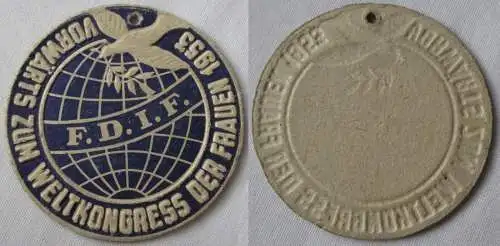 VORWÄRTS ZUM WELTKONGRESS DER FRAUEN 1953
F.D.I.F.